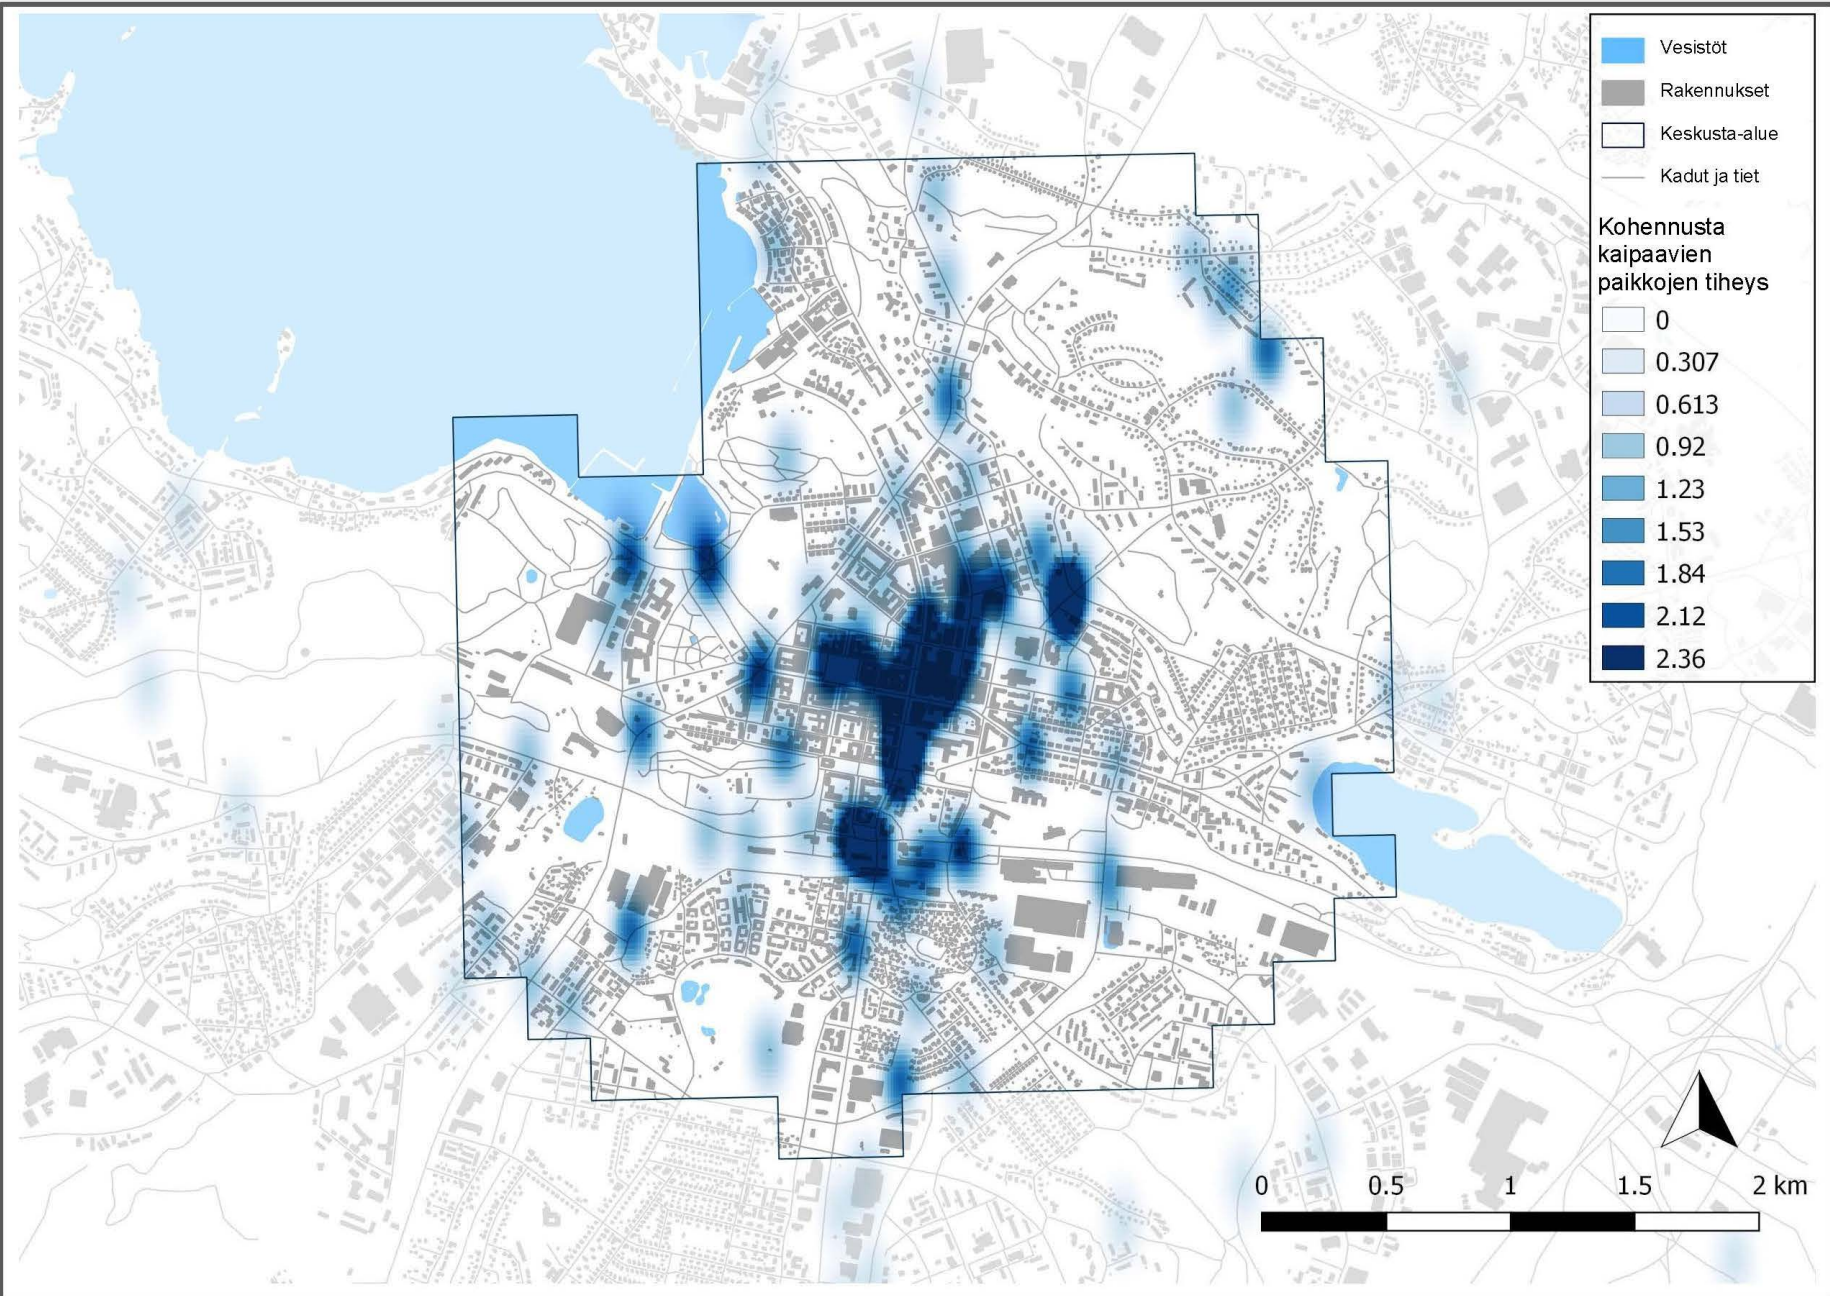 Vesistöt
Rakennukset
Keskusta-alue
Kadut ja tiet
Kohennusta
kaipaavien
paikkojen tiheys
0
0.307
0.613
0.92
1.23
1.53
1.84
2.12
2.36
0 0.5 1 1.5 2 km